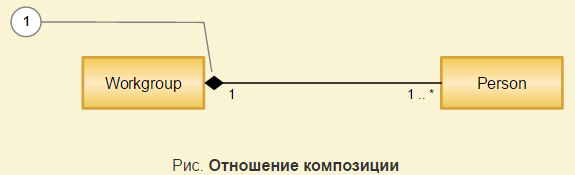 1
Workgroup
Person
1
1 .. *
Рис. Отношение композиции